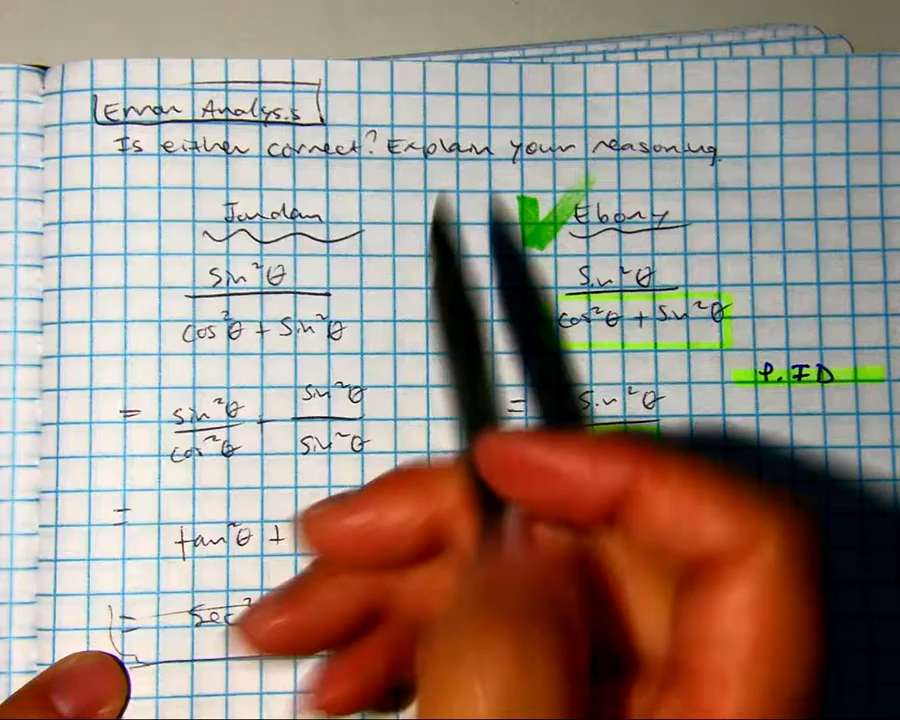 Error Analysis
Is either correct? Explain your reasoning.
Jordan
sin²θ
cos²θ + sin²θ
= sin²θ + sin²θ
cos²θ sin²θ
=
tan²θ +
= sec²
Ebony
sin²θ
cos²θ + sin²θ
P. ID
= sin²θ